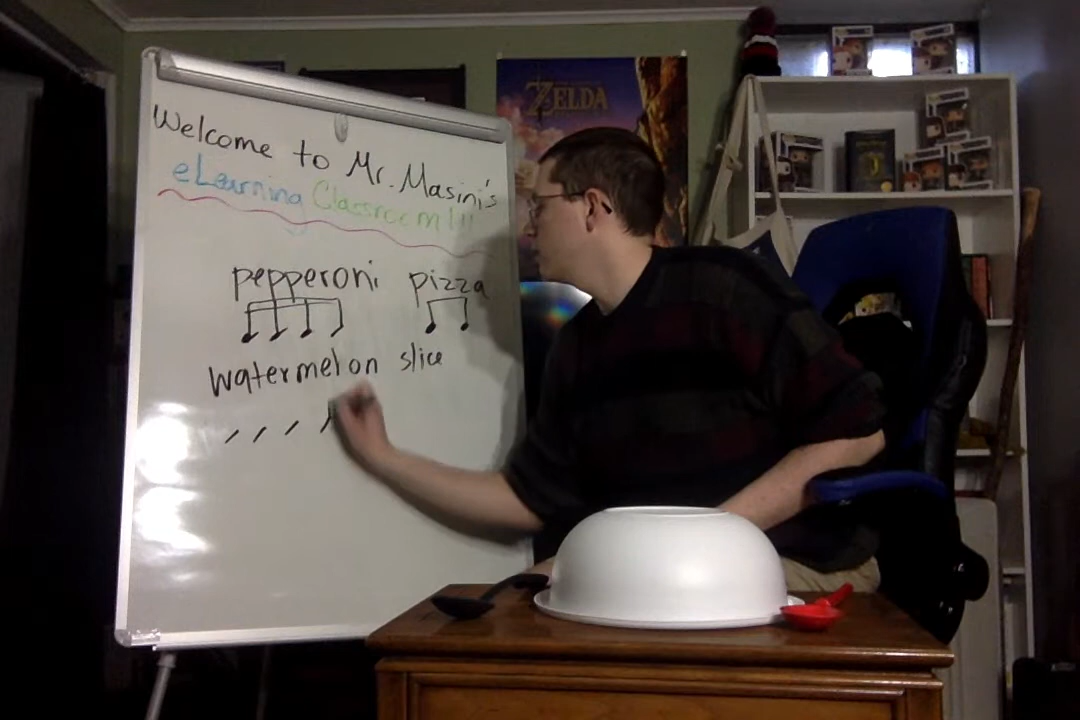 Welcome to Mr. Masini's
eLearning Classroom!!!
pepperoni pizza
watermelon slice
ZELDA